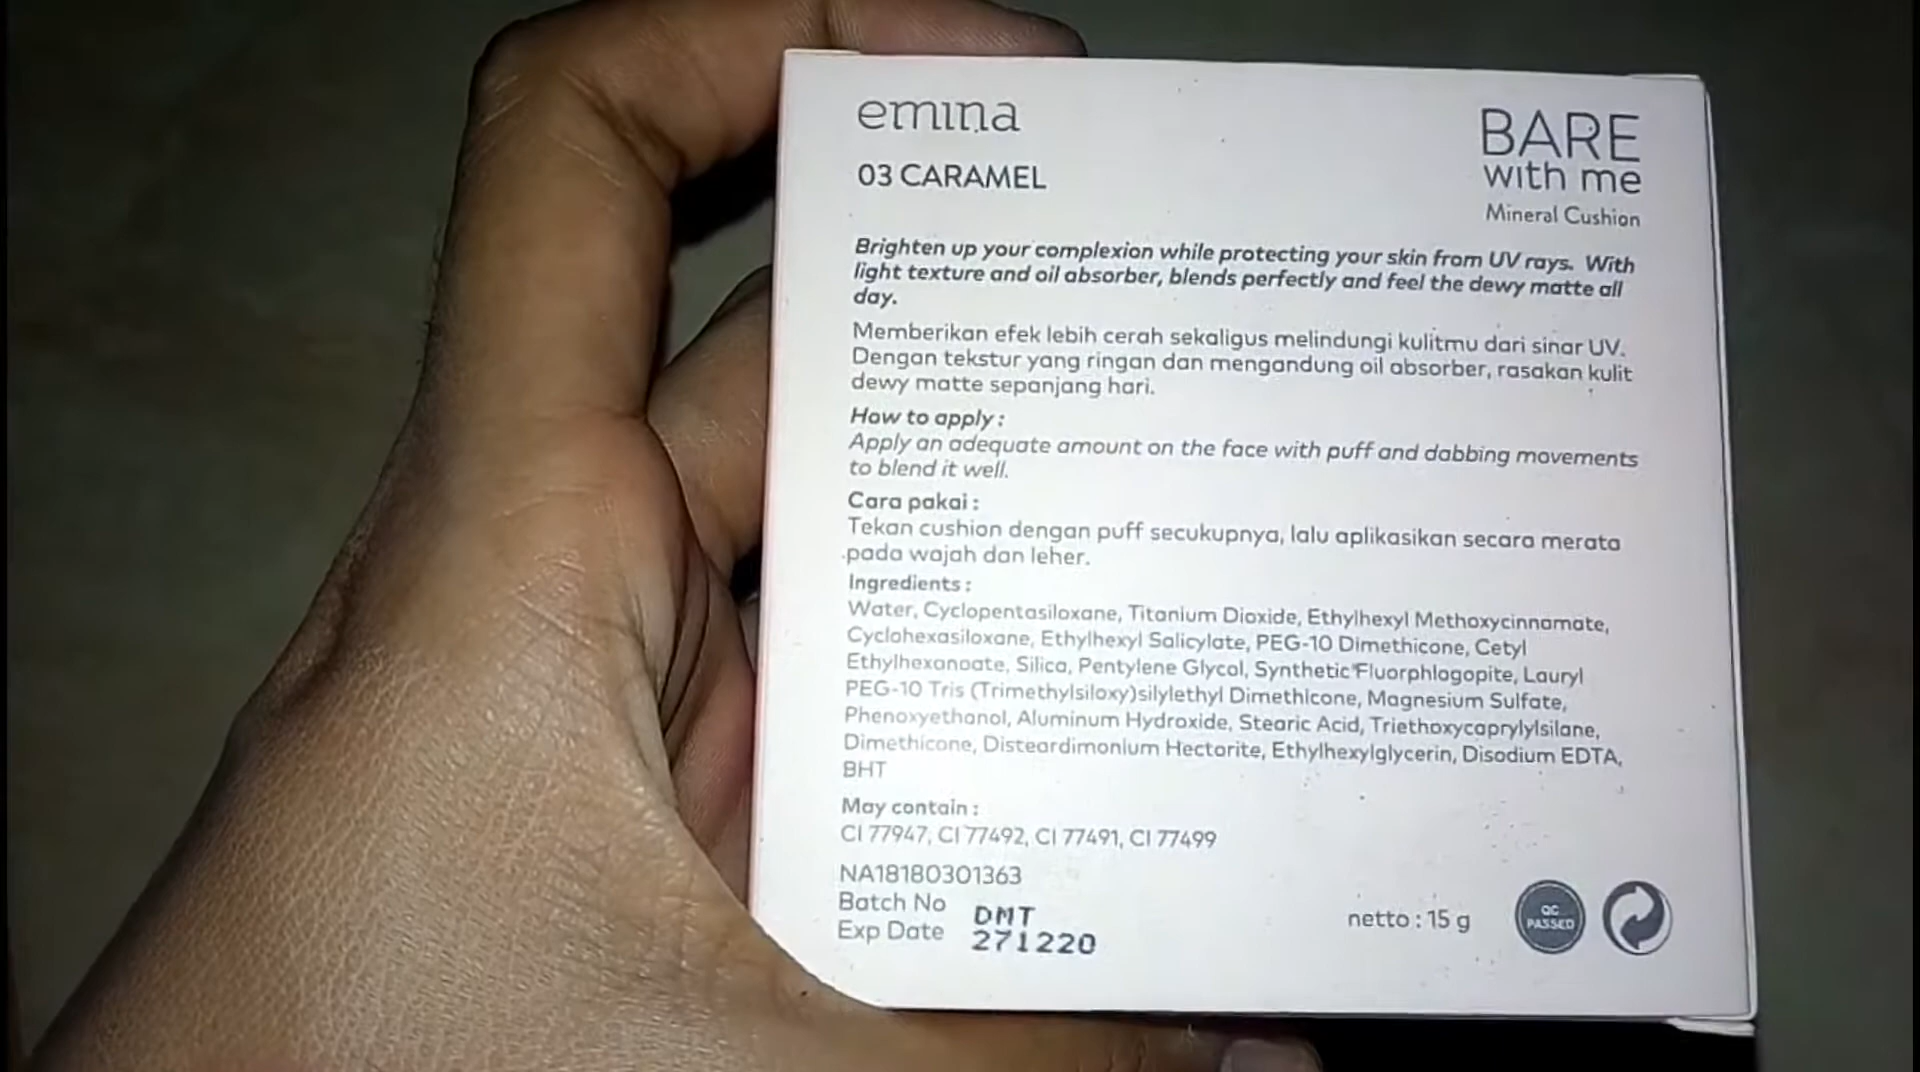 emina
03 CARAMEL
BARE
with me
Mineral Cushion
Brighten up your complexion while protecting your skin from UV rays. With
light texture and oil absorber, blends perfectly and feel the dewy matte all
day.
Memberikan efek lebih cerah sekaligus melindungi kulitmu dari sinar UV.
Dengan tekstur yang ringan dan mengandung oil absorber, rasakan kulit
dewy matte sepanjang hari.
How to apply :
Apply an adequate amount on the face with puff and dabbing movements
to blend it well.
Cara pakai :
Tekan cushion dengan puff secukupnya, lalu aplikasikan secara merata
pada wajah dan leher.
Ingredients :
Water, Cyclopentasiloxane, Titanium Dioxide, Ethylhexyl Methoxycinnamate,
Cyclohexasiloxane, Ethylhexyl Salicylate, PEG-10 Dimethicone, Cetyl
Ethylhexanoate, Silica, Pentylene Glycol, Synthetic Fluorphlogopite, Lauryl
PEG-10 Tris (Trimethylsiloxy)silylethyl Dimethicone, Magnesium Sulfate,
Phenoxyethanol, Aluminum Hydroxide, Stearic Acid, Triethoxycaprylylsilane,
Dimethicone, Disteardimonium Hectorite, Ethylhexylglycerin, Disodium EDTA,
BHT
May contain :
CI 77947, CI 77492, CI 77491, CI 77499
NA18180301363
Batch No DMT
Exp Date 271220
netto : 15 g
QC
PASSED